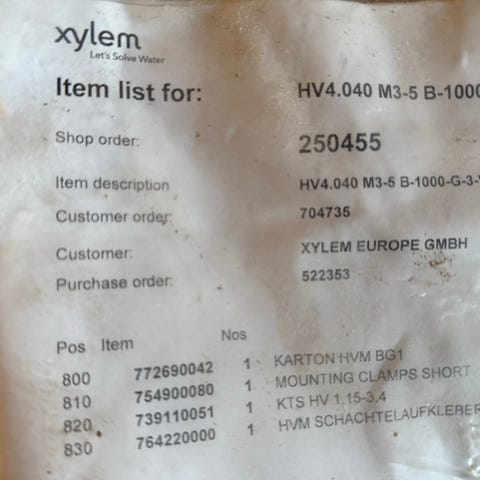 xylem
Let's Solve Water
Item list for: HV4.040 M3-5 B-1000
Shop order: 250455
Item description HV4.040 M3-5 B-1000-G-3-
Customer order: 704735
Customer: XYLEM EUROPE GMBH
Purchase order: 522353
Pos Item Nos
800 772690042 1 KARTON HVM BG1
810 754900080 1 MOUNTING CLAMPS SHORT
820 739110051 1 KTS HV 1.15-3.4
830 764220000 1 HVM SCHACHTELAUFKLEBER